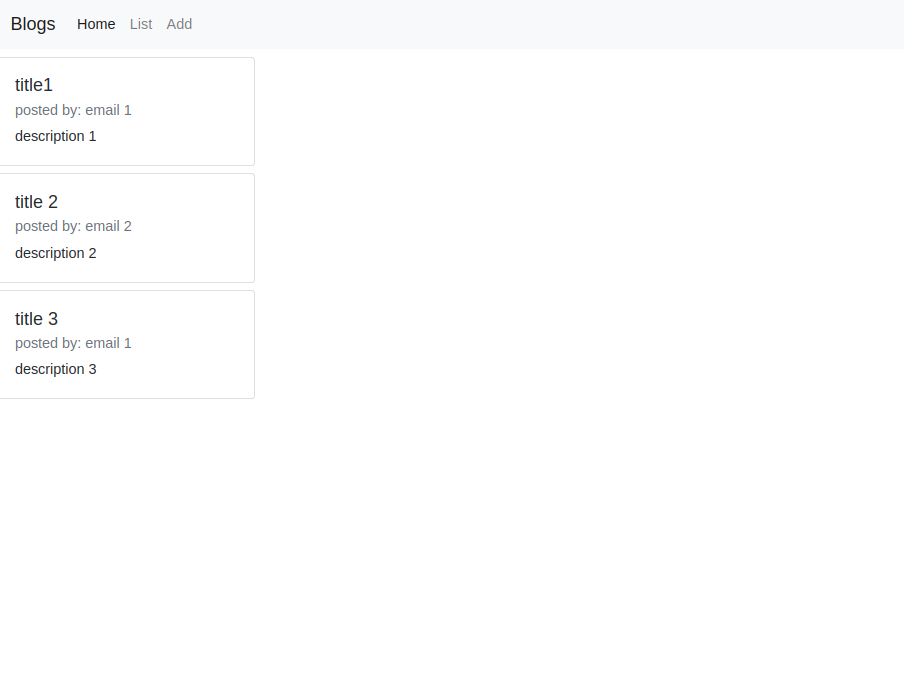 Blogs Home List Add
title1
posted by: email 1
description 1
title 2
posted by: email 2
description 2
title 3
posted by: email 1
description 3